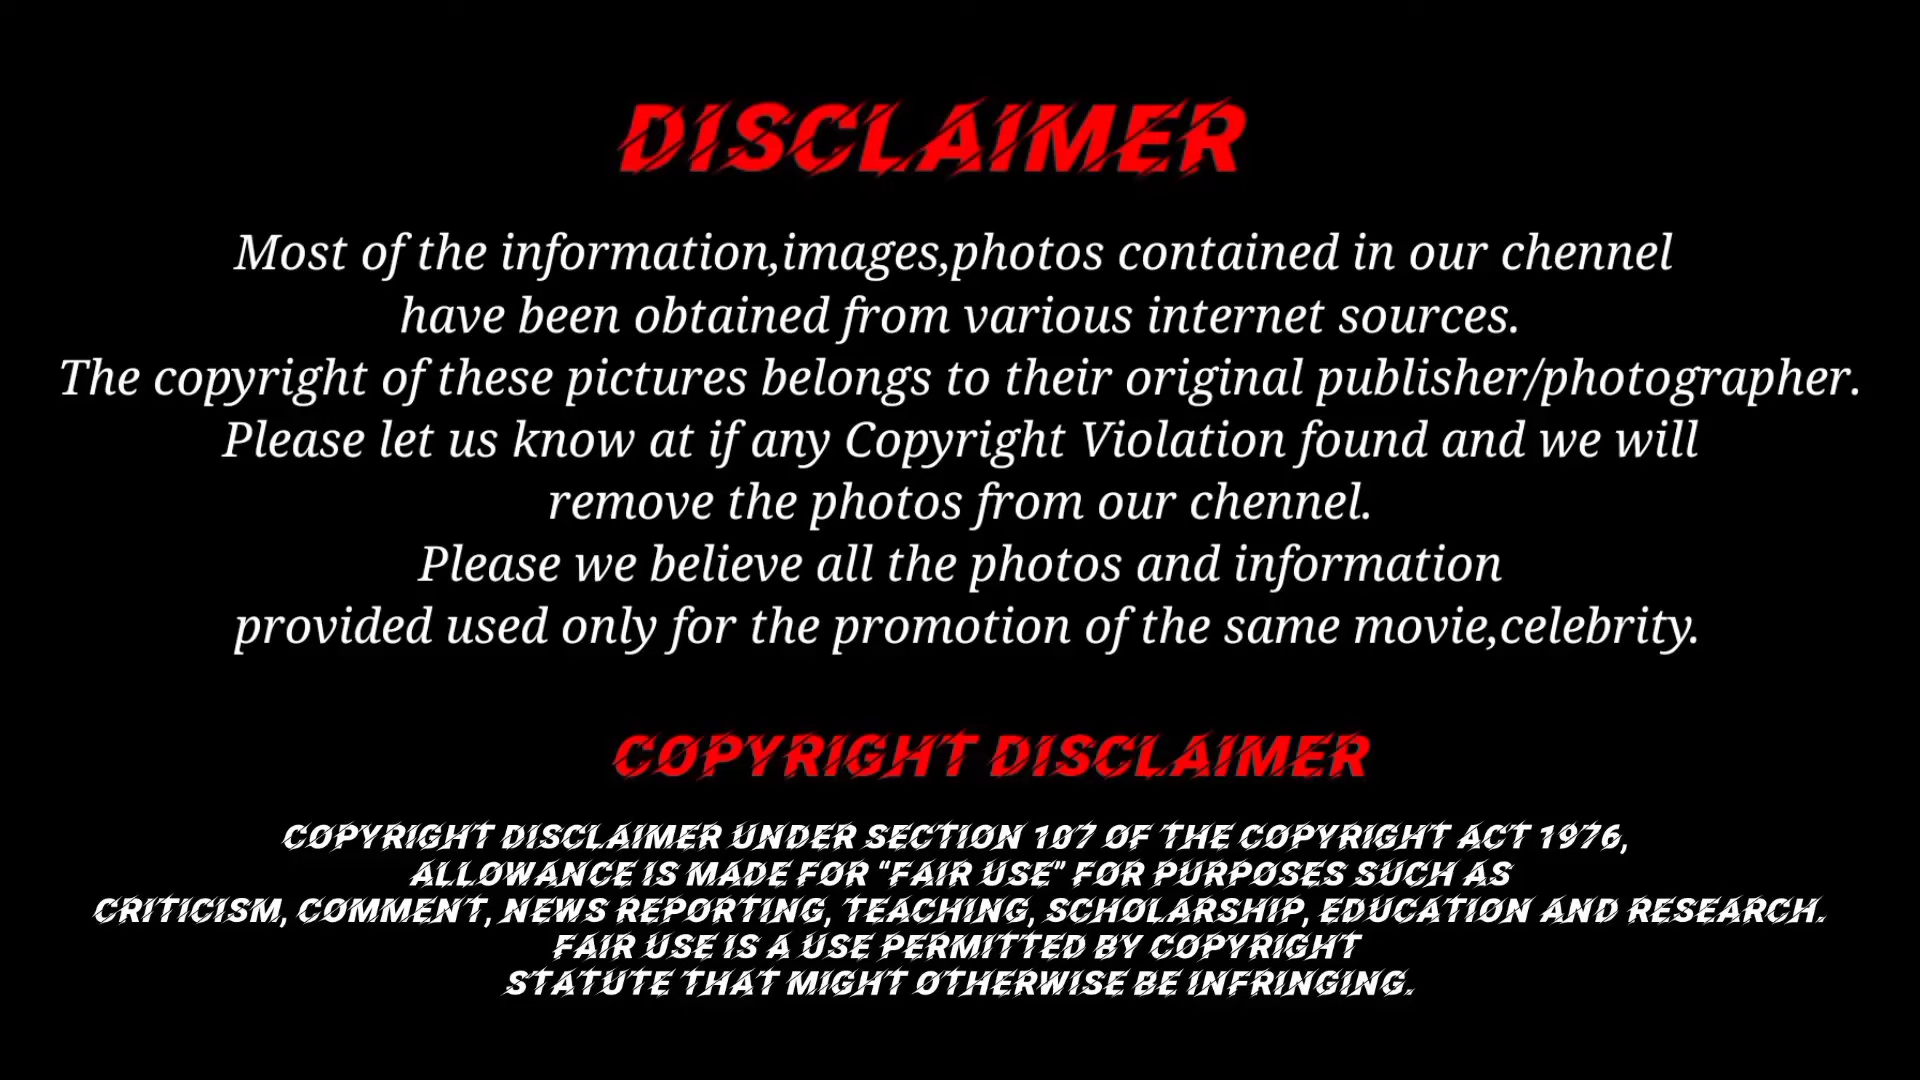 DISCLAIMER
Most of the information,images,photos contained in our chennel
have been obtained from various internet sources.
The copyright of these pictures belongs to their original publisher/photographer.
Please let us know at if any Copyright Violation found and we will
remove the photos from our chennel.
Please we believe all the photos and information
provided used only for the promotion of the same movie,celebrity.
COPYRIGHT DISCLAIMER
COPYRIGHT DISCLAIMER UNDER SECTION 107 OF THE COPYRIGHT ACT 1976,
ALLOWANCE IS MADE FOR “FAIR USE” FOR PURPOSES SUCH AS
CRITICISM, COMMENT, NEWS REPORTING, TEACHING, SCHOLARSHIP, EDUCATION AND RESEARCH.
FAIR USE IS A USE PERMITTED BY COPYRIGHT
STATUTE THAT MIGHT OTHERWISE BE INFRINGING.